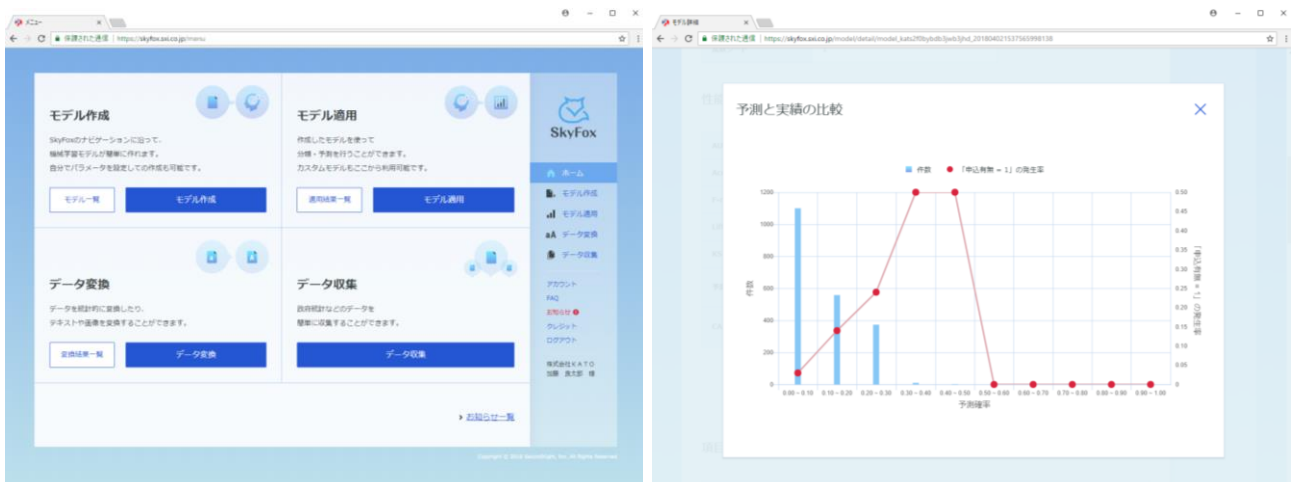 メニュー
保護された通信
https://skyfox.sxi.co.jp/menu
モデル作成
SkyFoxのナビゲーションに沿って、
機械学習モデルが簡単に作れます。
自分でパラメータを設定しての作成も可能です。
モデル一覧
モデル作成
モデル適用
作成したモデルを使って
分類・予測を行うことができます。
カスタムモデルもここから利用可能です。
適用結果一覧
モデル適用
データ変換
データを統計的に変換したり、
テキストや画像を変換することができます。
変換結果一覧
データ変換
データ収集
政府統計などのデータを
簡単に収集することができます。
データ収集
お知らせ一覧
SkyFox
ホーム
モデル作成
モデル適用
aA データ変換
データ収集
アカウント
FAQ
お知らせ
クレジット
ログアウト
株式会社KATO
モデル詳細
保護された通信
予測と実績の比較
件数
「申込有無 = 1」の発生率
1200
1000
800
600
400
200
0
件数
0.50
0.45
0.40
0.35
0.30
0.25
0.20
0.15
0.10
0.05
0
「申込有無 = 1」の発生率
0.00 ~ 0.10 0.10 ~ 0.20 0.20 ~ 0.30 0.30 ~ 0.40 0.40 ~ 0.50 0.50 ~ 0.60 0.60 ~ 0.70 0.70 ~ 0.80 0.80 ~ 0.90 0.90 ~ 1.00
予測確率